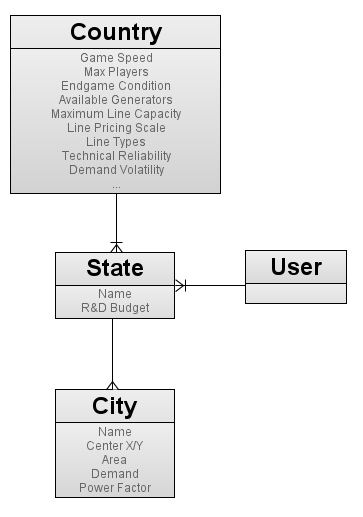 Country
Game Speed
Max Players
Endgame Condition
Available Generators
Maximum Line Capacity
Line Pricing Scale
Line Types
Technical Reliability
Demand Volatility
...
State
Name
R&D Budget
User
City
Name
Center X/Y
Area
Demand
Power Factor